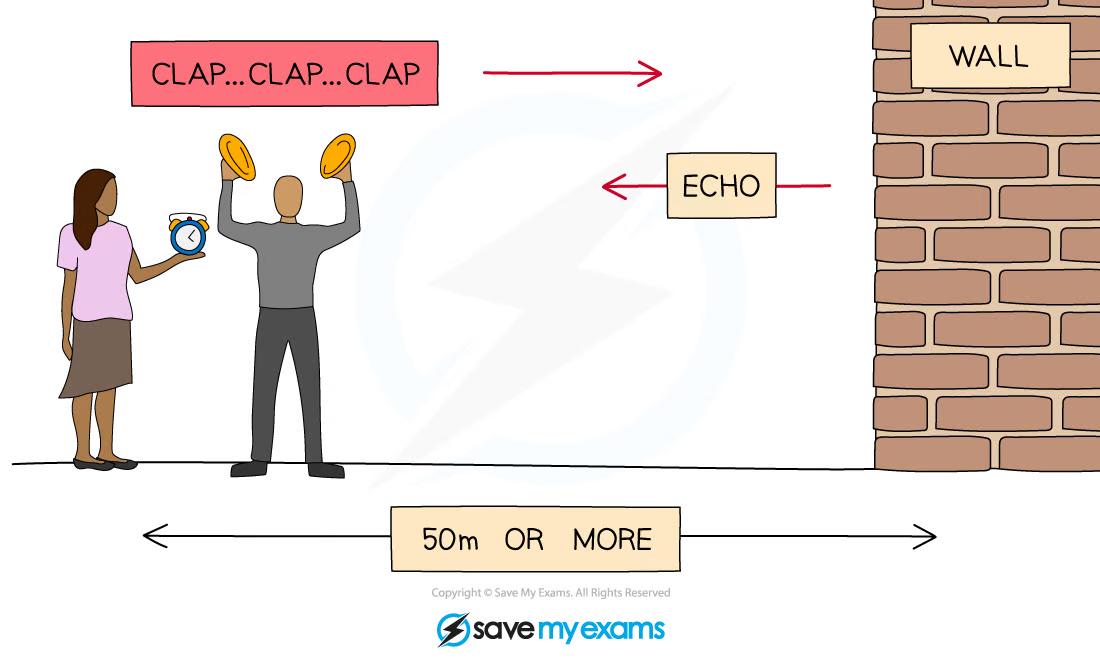 CLAP...CLAP...CLAP
WALL
ECHO
50m OR MORE
Copyright © Save My Exams. All Rights Reserved
save my exams